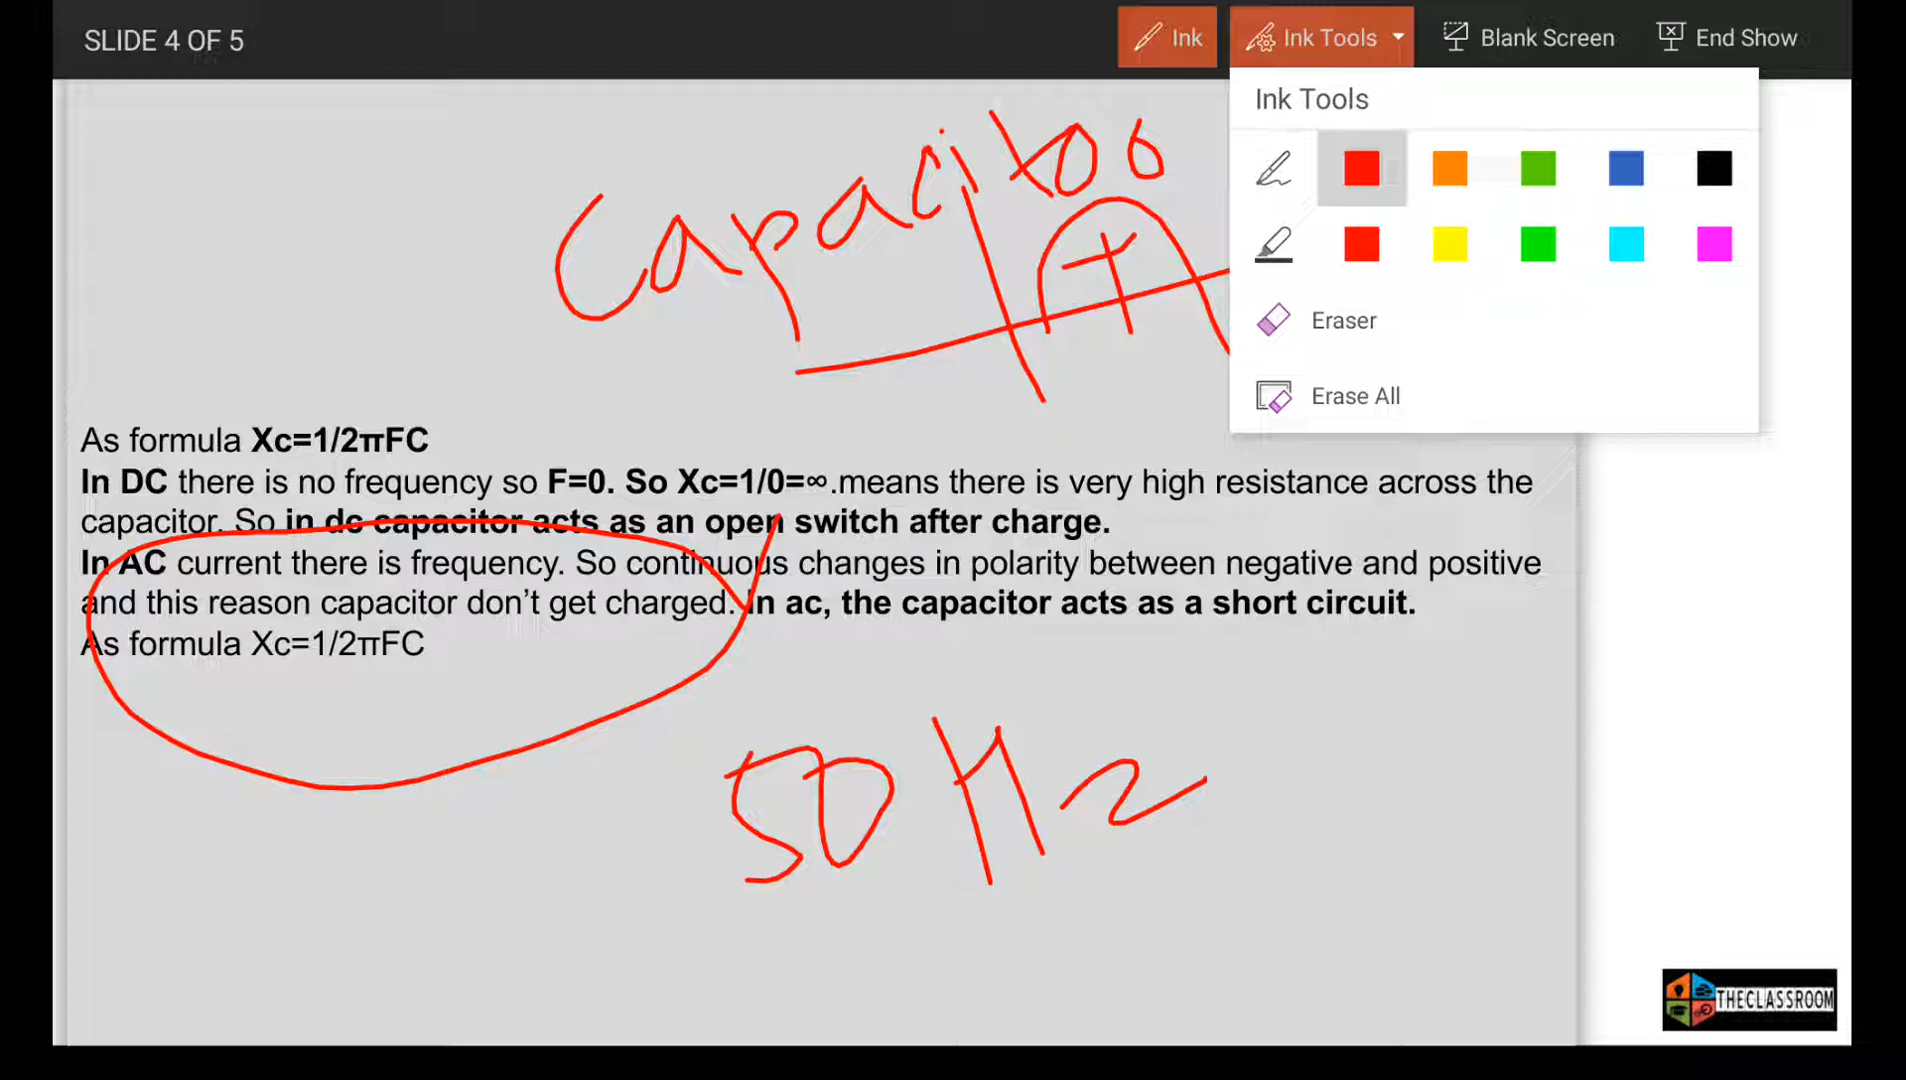 SLIDE 4 OF 5
Ink
Ink Tools
Blank Screen
End Show
Ink Tools
Eraser
Erase All
Capacitor
As formula Xc=1/2πFC
In DC there is no frequency so F=0. So Xc=1/0=∞.means there is very high resistance across the
capacitor. So in dc capacitor acts as an open switch after charge.
In AC current there is frequency. So continuous changes in polarity between negative and positive
and this reason capacitor don't get charged. In ac, the capacitor acts as a short circuit.
As formula Xc=1/2πFC
50 Hz
THECLASSROOM